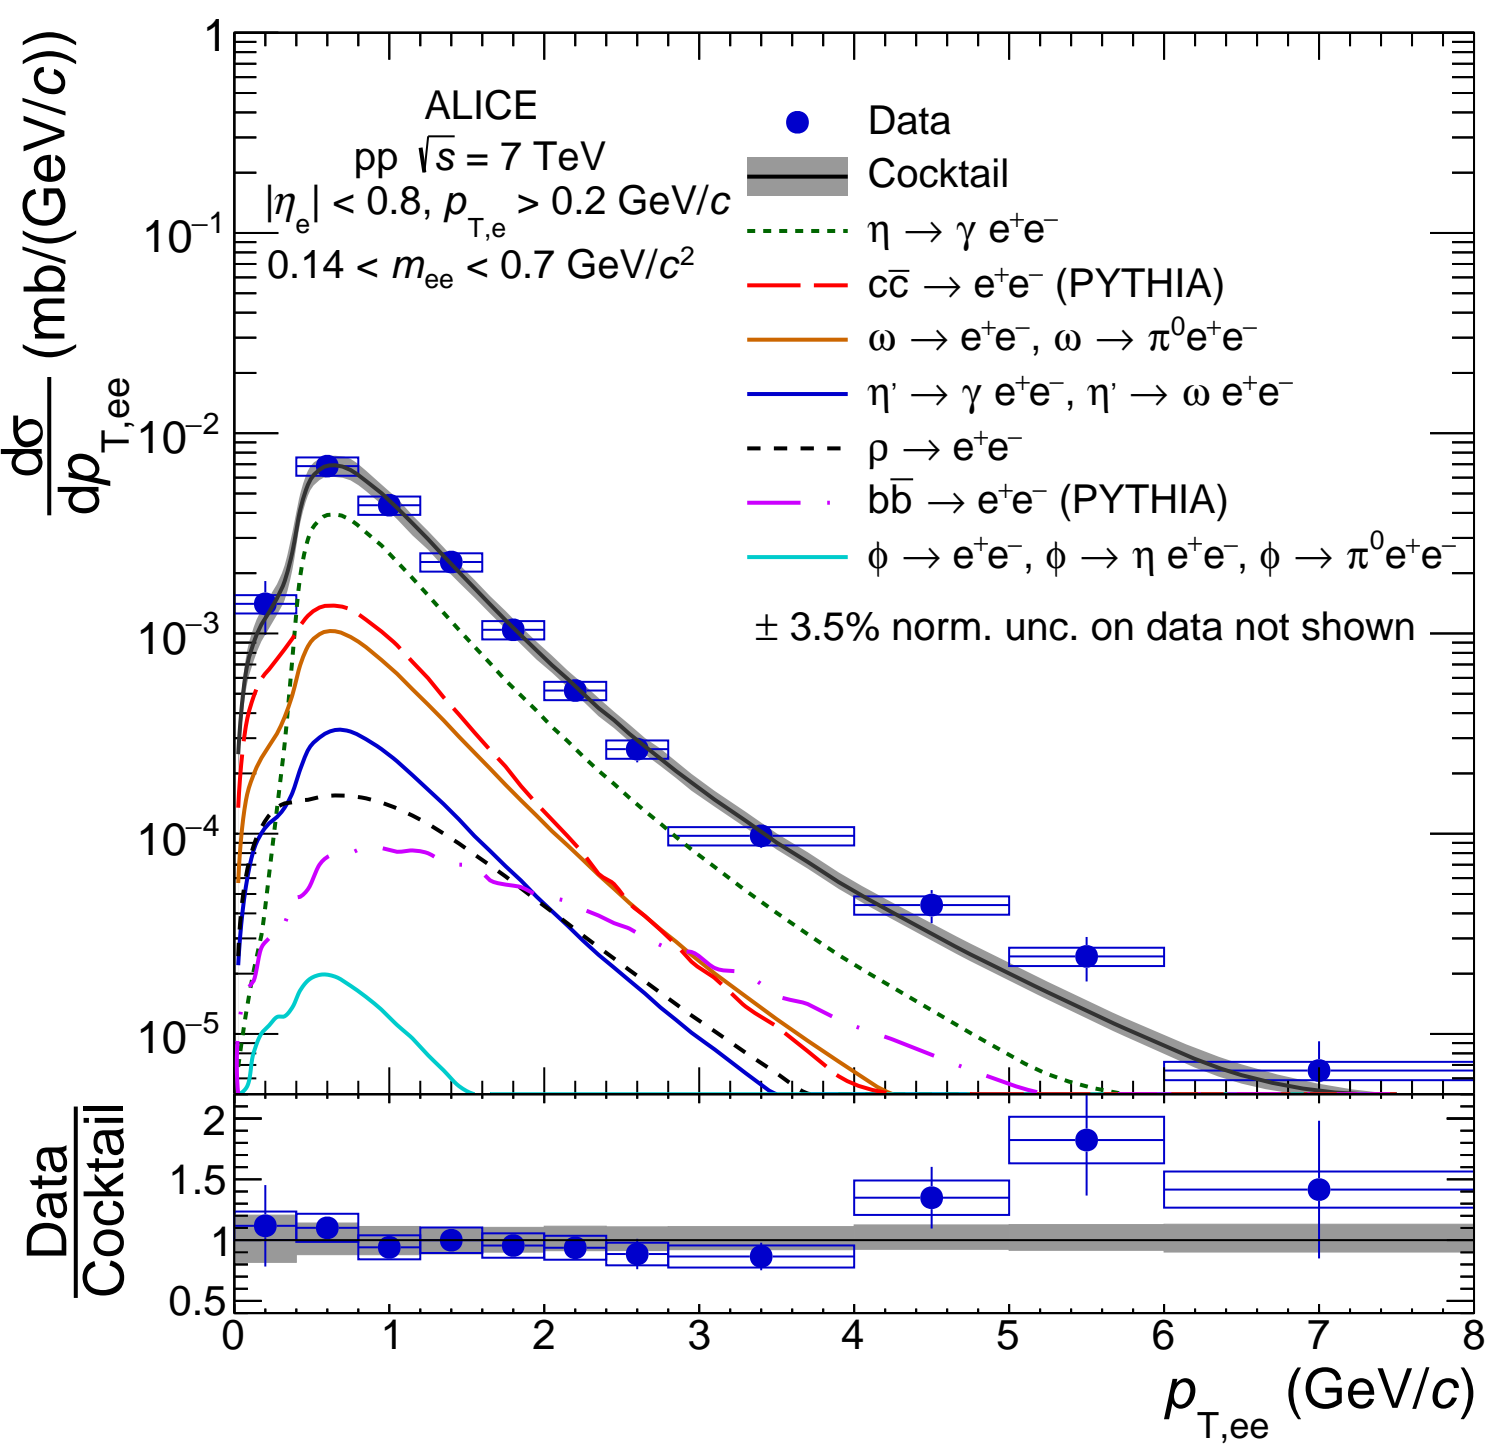 dσ/dp_T,ee (mb/(GeV/c))
1
10⁻¹
10⁻²
10⁻³
10⁻⁴
10⁻⁵
ALICE
pp √s = 7 TeV
|η_e| < 0.8, p_T,e > 0.2 GeV/c
0.14 < m_ee < 0.7 GeV/c²
Data
Cocktail
η → γ e⁺e⁻
cc̅ → e⁺e⁻ (PYTHIA)
ω → e⁺e⁻, ω → π⁰e⁺e⁻
η' → γ e⁺e⁻, η' → ω e⁺e⁻
ρ → e⁺e⁻
bb̅ → e⁺e⁻ (PYTHIA)
ϕ → e⁺e⁻, ϕ → η e⁺e⁻, ϕ → π⁰e⁺e⁻
± 3.5% norm. unc. on data not shown
Data
Cocktail
2
1.5
1
0.5
0 1 2 3 4 5 6 7 8
p_T,ee (GeV/c)